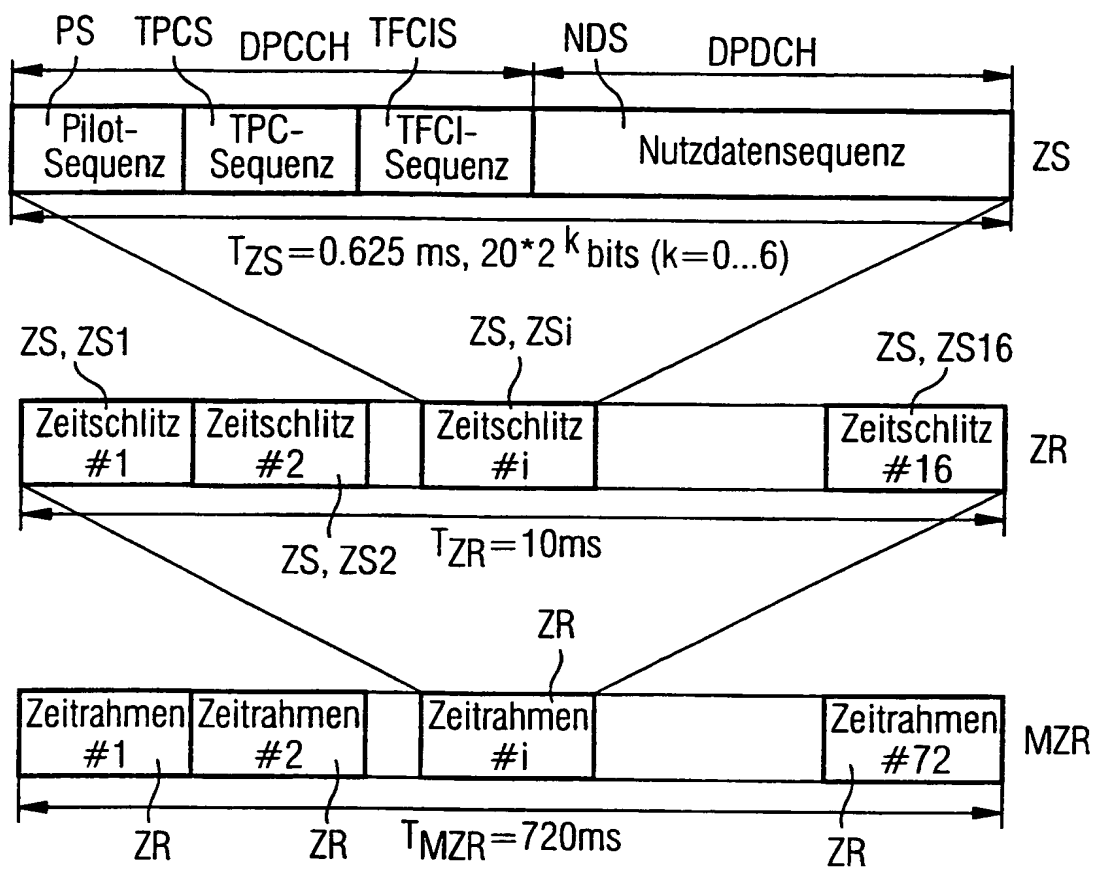 PS TPCS DPCCH TFCIS NDS DPDCH
Pilot-
Sequenz
TPC-
Sequenz
TFCI-
Sequenz
Nutzdatensequenz
ZS
TZS=0.625 ms, 20*2 k bits (k=0...6)
ZS, ZS1
ZS, ZSi
ZS, ZS16
Zeitschlitz
#1
Zeitschlitz
#2
Zeitschlitz
#i
Zeitschlitz
#16
ZR
TZR=10ms
ZS, ZS2
ZR
Zeitrahmen
#1
Zeitrahmen
#2
Zeitrahmen
#i
Zeitrahmen
#72
MZR
TMZR=720ms
ZR
ZR
ZR